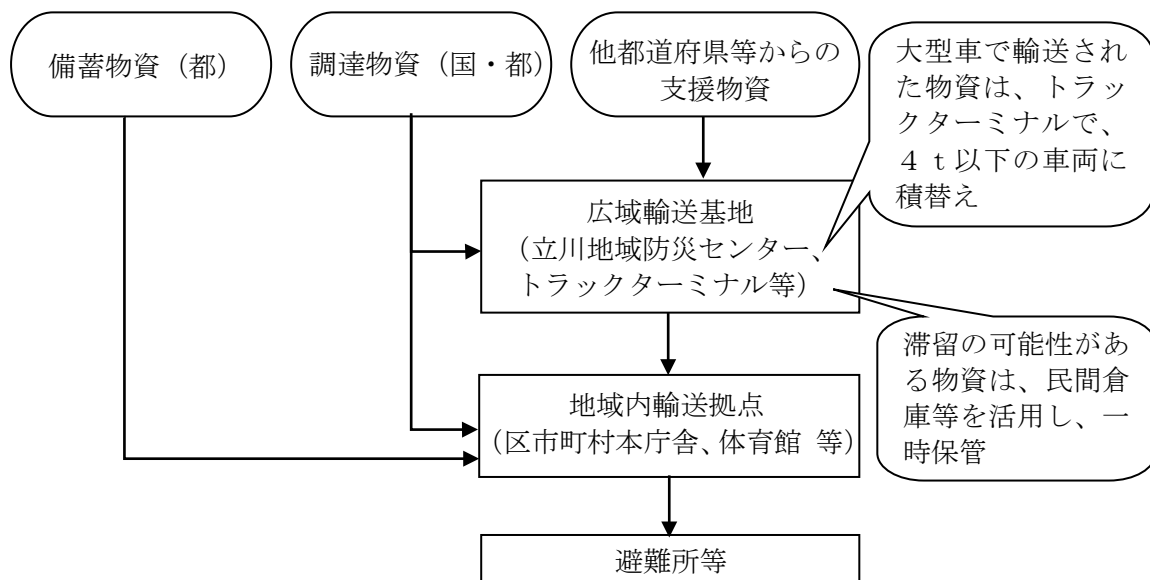 備蓄物資（都）
調達物資（国・都）
他都道府県等からの
支援物資
大型車で輸送され
た物資は、トラッ
クターミナルで、
４ｔ以下の車両に
積替え
広域輸送基地
（立川地域防災センター、
トラックターミナル等）
滞留の可能性があ
る物資は、民間倉
庫等を活用し、一
時保管
地域内輸送拠点
（区市町村本庁舎、体育館 等）
避難所等